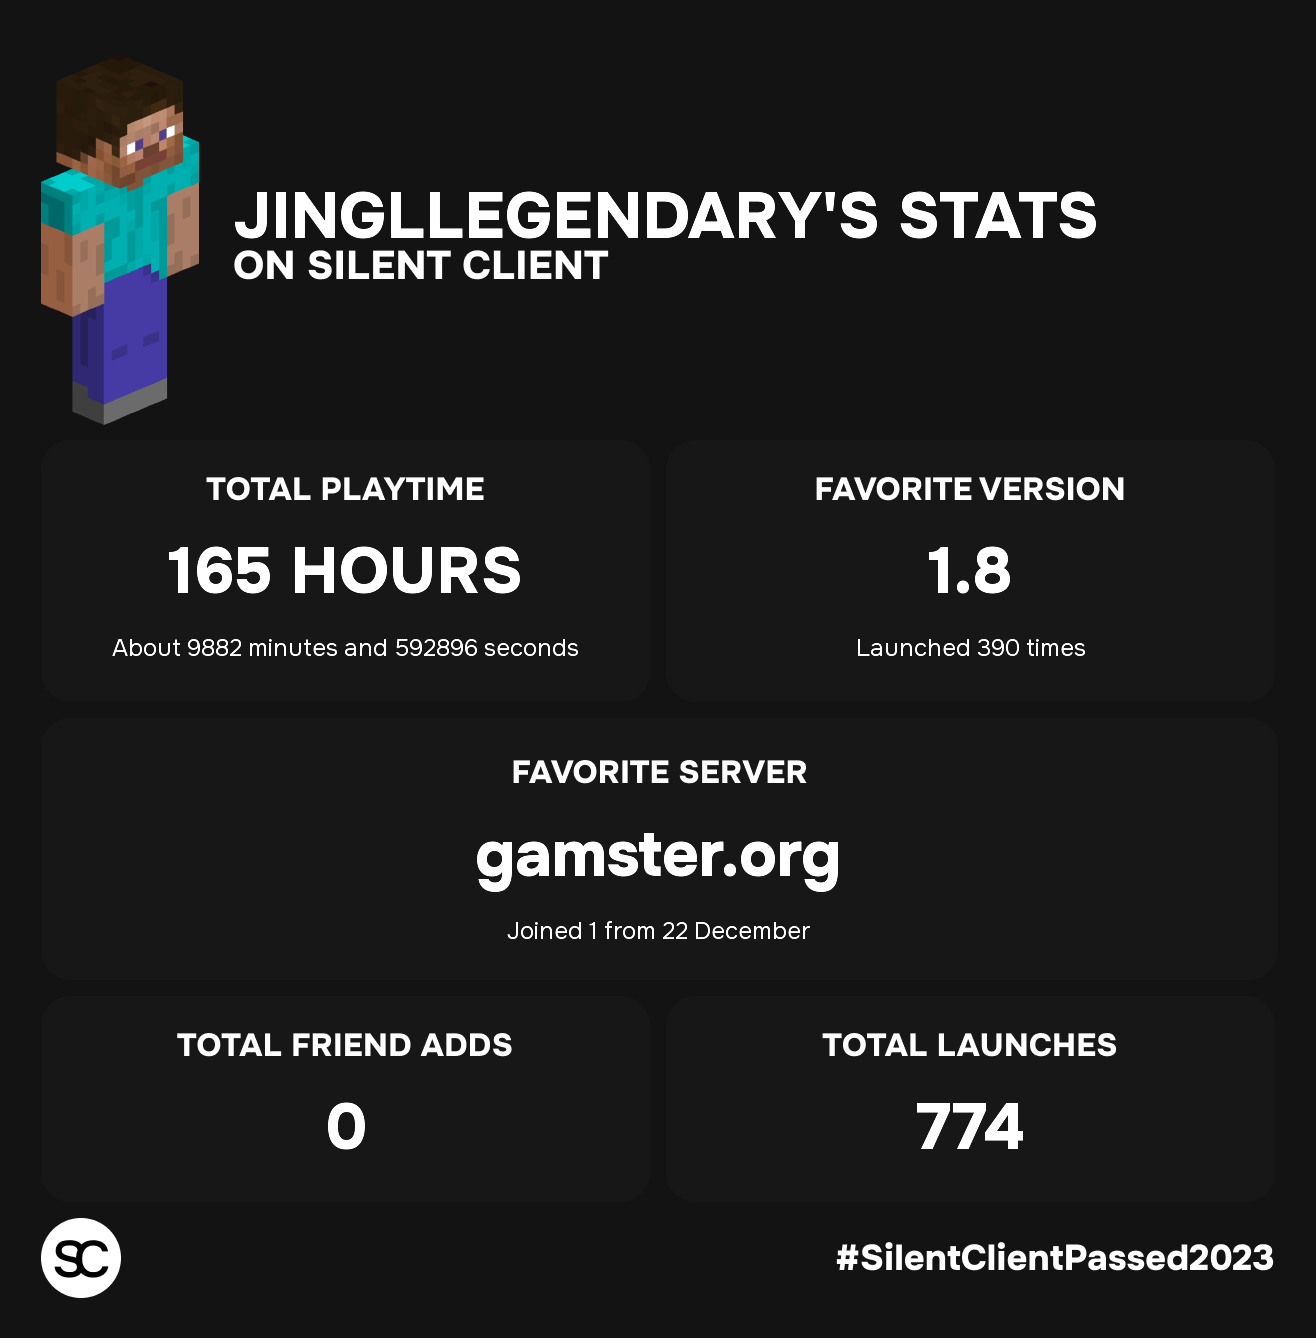 JINGLLEGENDARY'S STATS
ON SILENT CLIENT
TOTAL PLAYTIME
165 HOURS
About 9882 minutes and 592896 seconds
FAVORITE VERSION
1.8
Launched 390 times
FAVORITE SERVER
gamster.org
Joined 1 from 22 December
TOTAL FRIEND ADDS
0
TOTAL LAUNCHES
774
SC
#SilentClientPassed2023